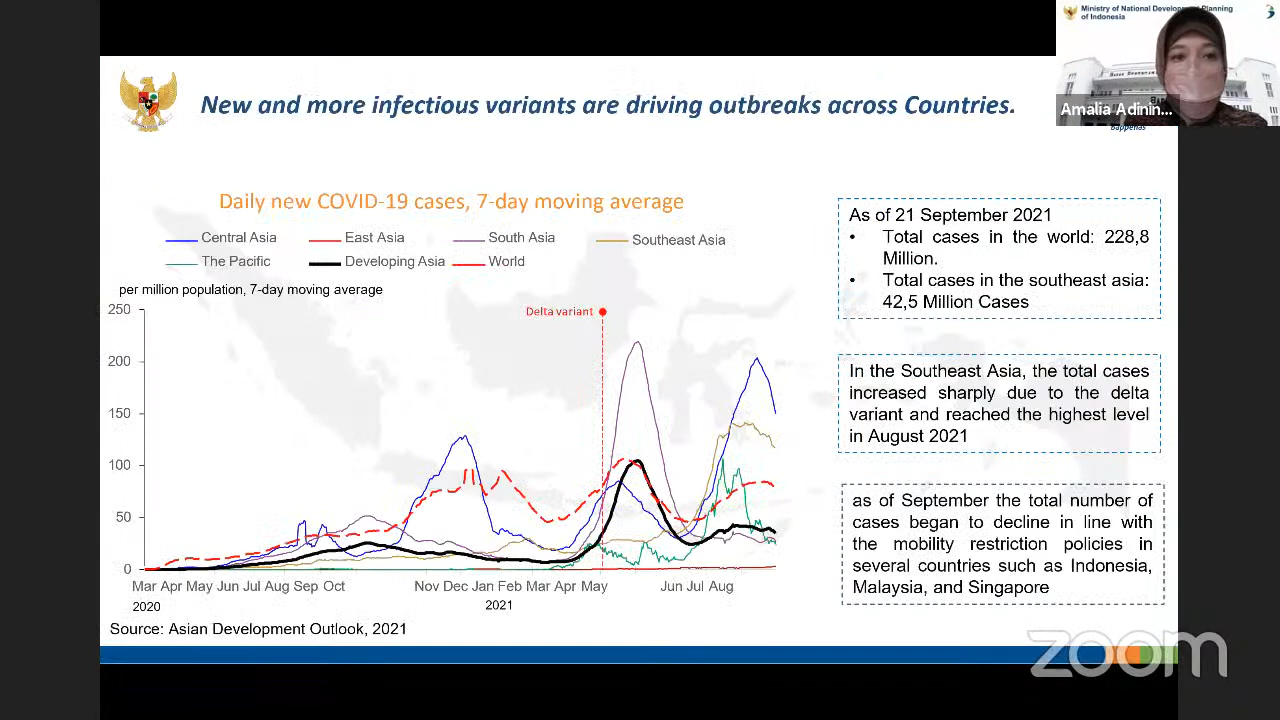 Ministry of National Development Planning
of Indonesia
Amalia Adinin...
Bappenas
New and more infectious variants are driving outbreaks across Countries.
Daily new COVID-19 cases, 7-day moving average
Central Asia East Asia South Asia Southeast Asia
The Pacific Developing Asia World
per million population, 7-day moving average
Delta variant
250
200
150
100
50
0
Mar Apr May Jun Jul Aug Sep Oct Nov Dec Jan Feb Mar Apr May Jun Jul Aug
2020 2021
Source: Asian Development Outlook, 2021
As of 21 September 2021
• Total cases in the world: 228,8
Million.
• Total cases in the southeast asia:
42,5 Million Cases
In the Southeast Asia, the total cases
increased sharply due to the delta
variant and reached the highest level
in August 2021
as of September the total number of
cases began to decline in line with
the mobility restriction policies in
several countries such as Indonesia,
Malaysia, and Singapore
zoom